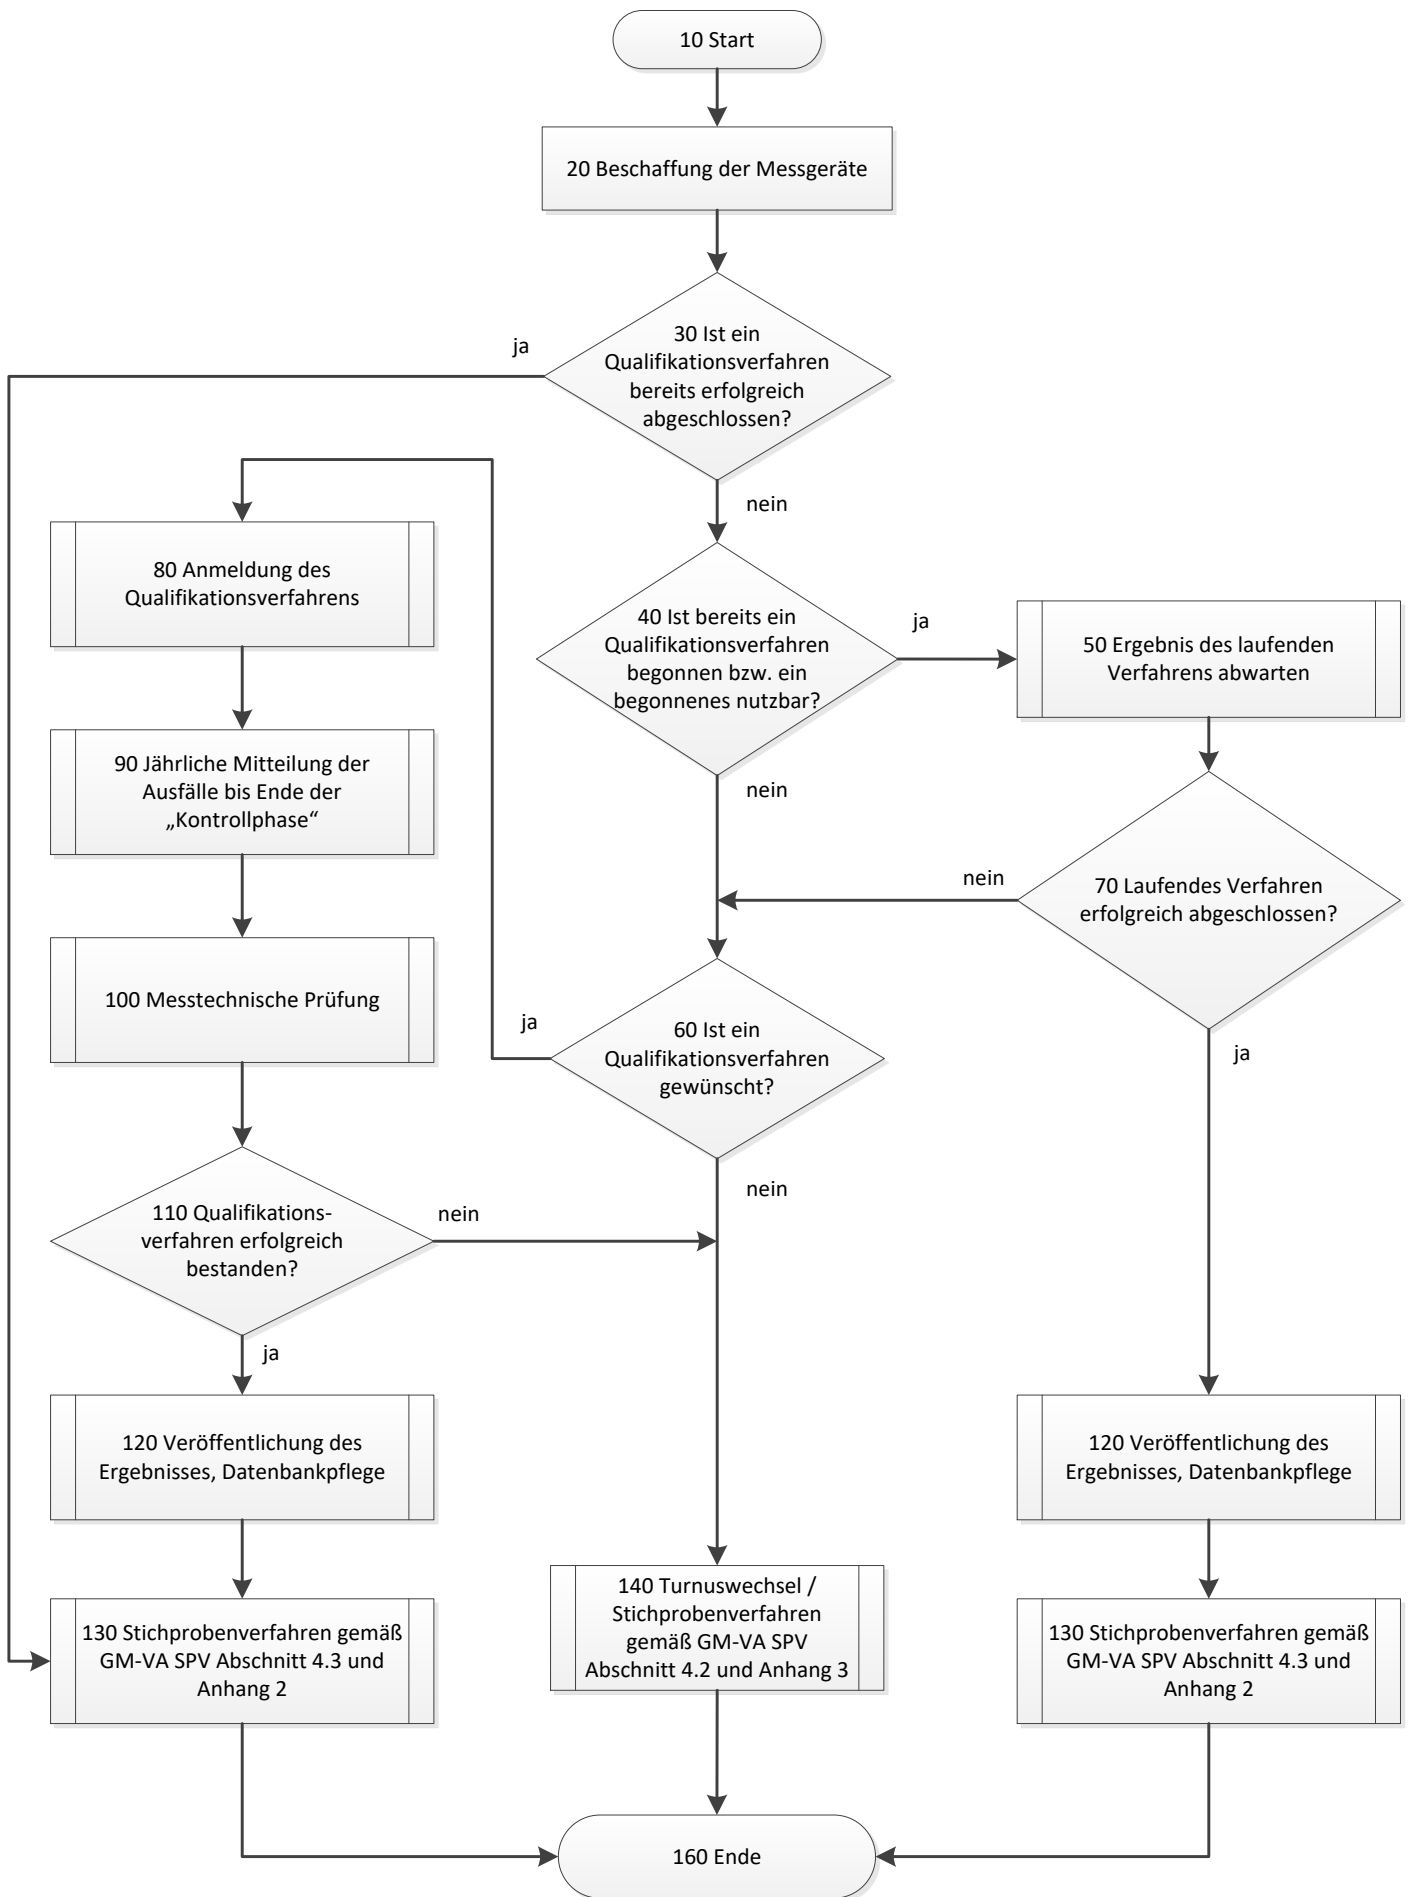 10 Start
20 Beschaffung der Messgeräte
30 Ist ein
Qualifikationsverfahren
bereits erfolgreich
abgeschlossen?
ja
nein
80 Anmeldung des
Qualifikationsverfahrens
40 Ist bereits ein
Qualifikationsverfahren
begonnen bzw. ein
begonnenes nutzbar?
ja
nein
50 Ergebnis des laufenden
Verfahrens abwarten
90 Jährliche Mitteilung der
Ausfälle bis Ende der
„Kontrollphase“
70 Laufendes Verfahren
erfolgreich abgeschlossen?
nein
ja
100 Messtechnische Prüfung
60 Ist ein
Qualifikationsverfahren
gewünscht?
ja
nein
110 Qualifikations-
verfahren erfolgreich
bestanden?
nein
ja
120 Veröffentlichung des
Ergebnisses, Datenbankpflege
120 Veröffentlichung des
Ergebnisses, Datenbankpflege
130 Stichprobenverfahren gemäß
GM-VA SPV Abschnitt 4.3 und
Anhang 2
140 Turnuswechsel /
Stichprobenverfahren
gemäß GM-VA SPV
Abschnitt 4.2 und Anhang 3
130 Stichprobenverfahren gemäß
GM-VA SPV Abschnitt 4.3 und
Anhang 2
160 Ende